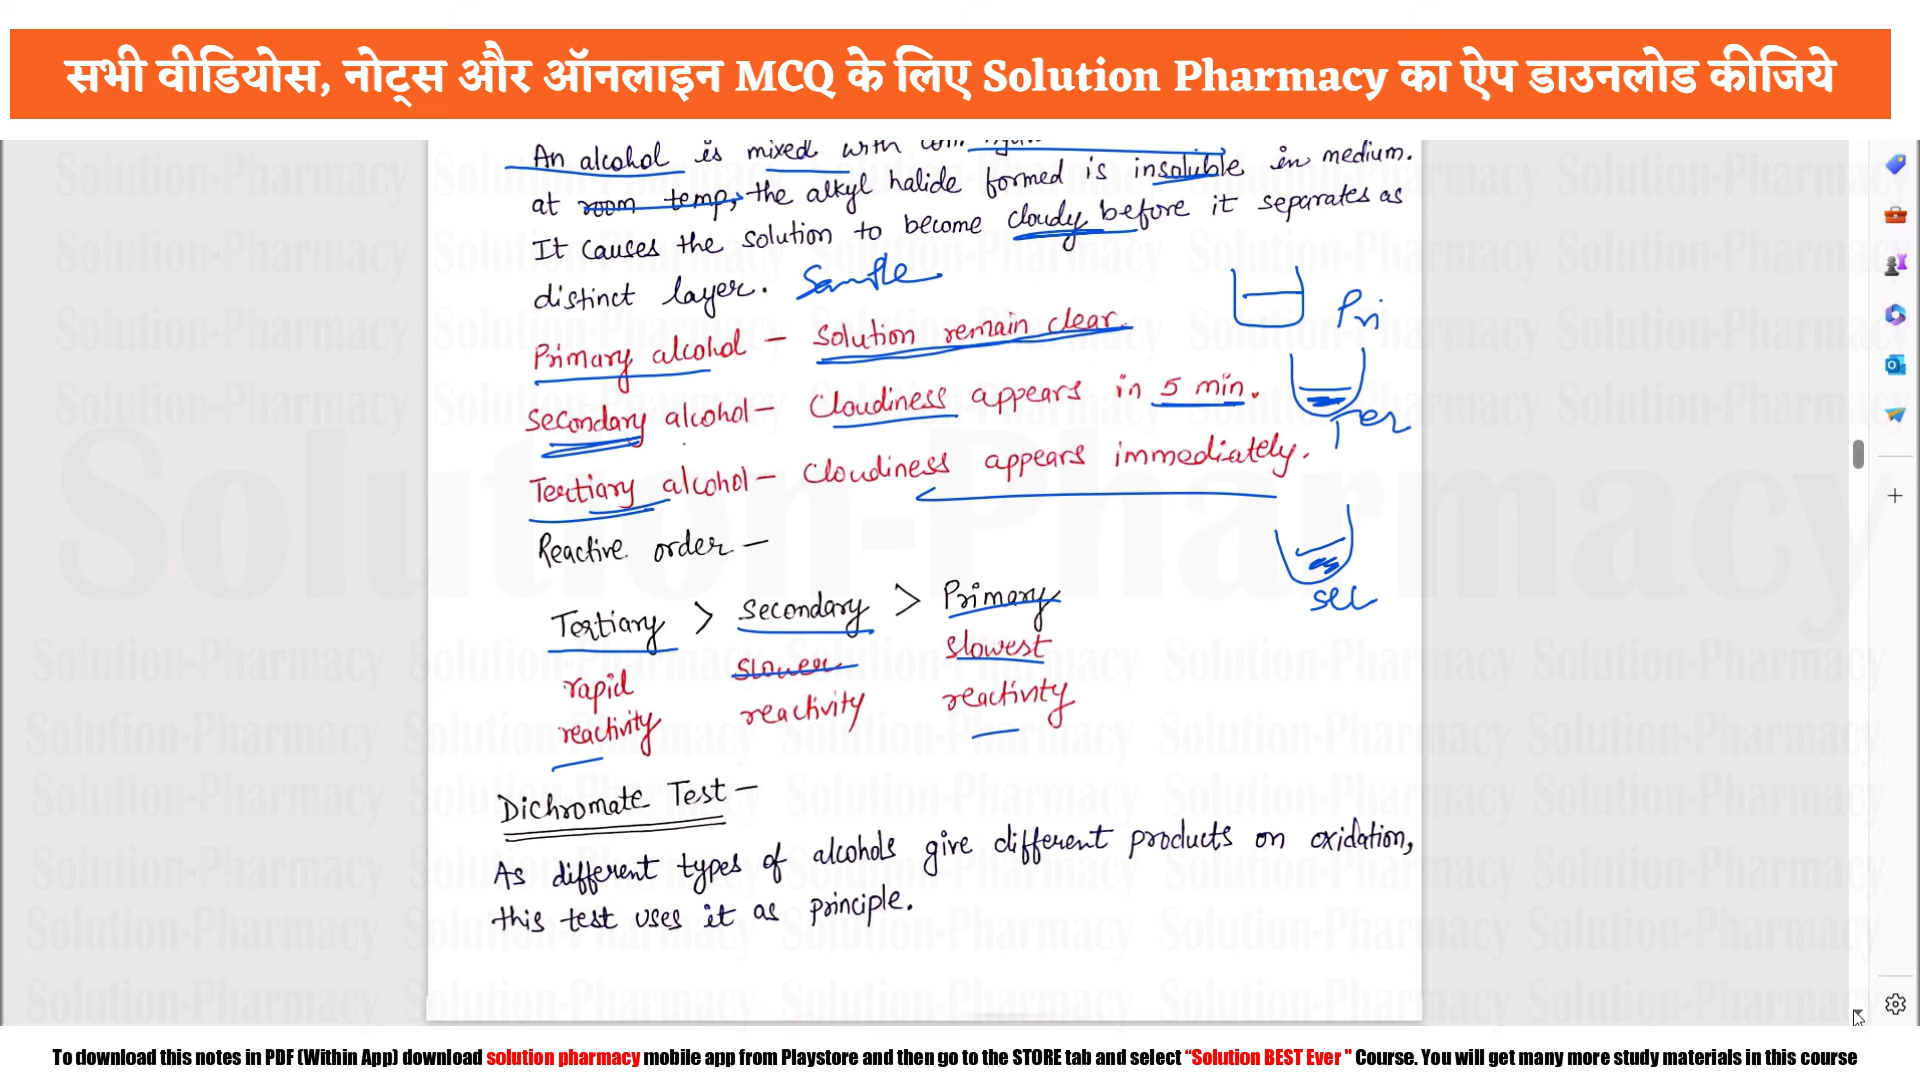 सभी वीडियोस, नोट्स और ऑनलाइन MCQ के लिए Solution Pharmacy का ऐप डाउनलोड कीजिये
An alcohol is mixed with
at room temp, the alkyl halide formed is insoluble in medium.
It causes the solution to become cloudy before it separates as
distinct layer. Sample
Pri
Primary alcohol - Solution remain clear.
Secondary alcohol - Cloudiness appears in 5 min.
Ter
Tertiary alcohol - Cloudiness appears immediately.
Reactive order -
Sec
Tertiary > Secondary > Primary
rapid reactivity
slower reactivity
slowest reactivity
Dichromate Test -
As different types of alcohols give different products on oxidation,
this test uses it as principle.
Solution-Pharmacy
To download this notes in PDF (Within App) download solution pharmacy mobile app from Playstore and then go to the STORE tab and select “Solution BEST Ever " Course. You will get many more study materials in this course